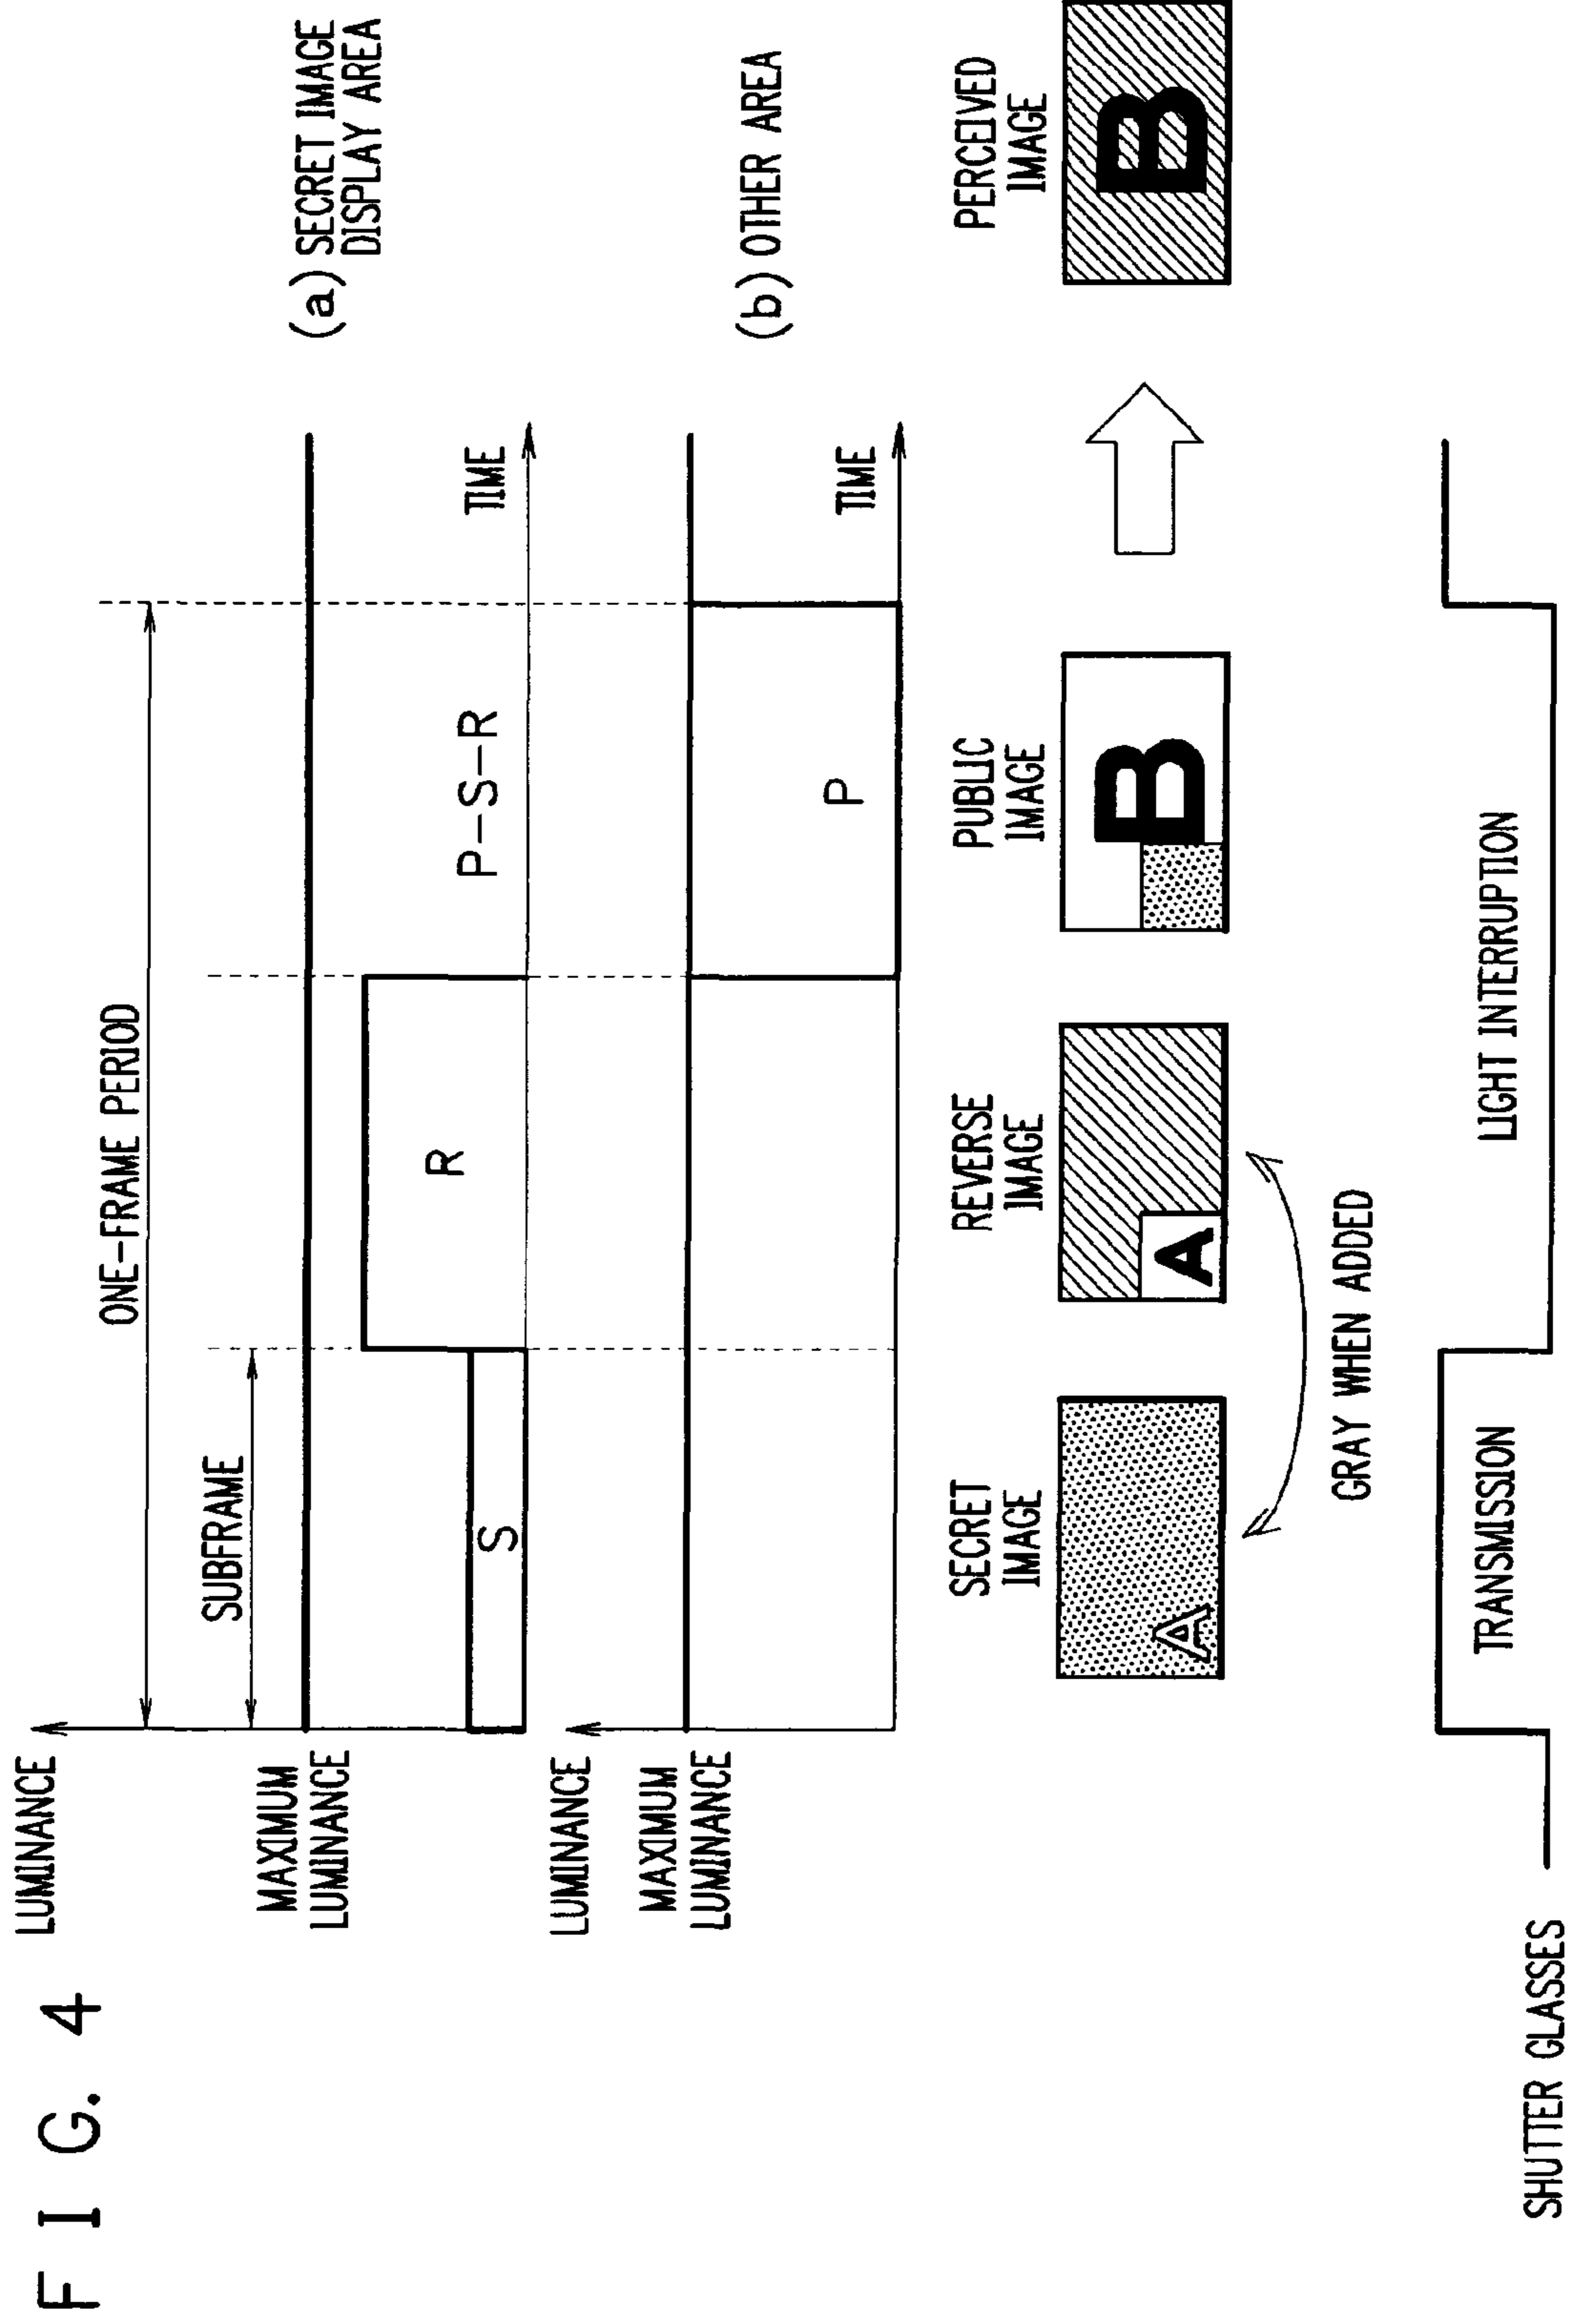 FIG. 4
LUMINANCE
ONE-FRAME PERIOD
SUBFRAME
MAXIMUM
LUMINANCE
(a) SECRET IMAGE
DISPLAY AREA
S
R
P-S-R
TIME
LUMINANCE
MAXIMUM
LUMINANCE
(b) OTHER AREA
P
TIME
SECRET
IMAGE
REVERSE
IMAGE
PUBLIC
IMAGE
PERCEIVED
IMAGE
A
A
B
B
GRAY WHEN ADDED
SHUTTER GLASSES
TRANSMISSION
LIGHT INTERRUPTION